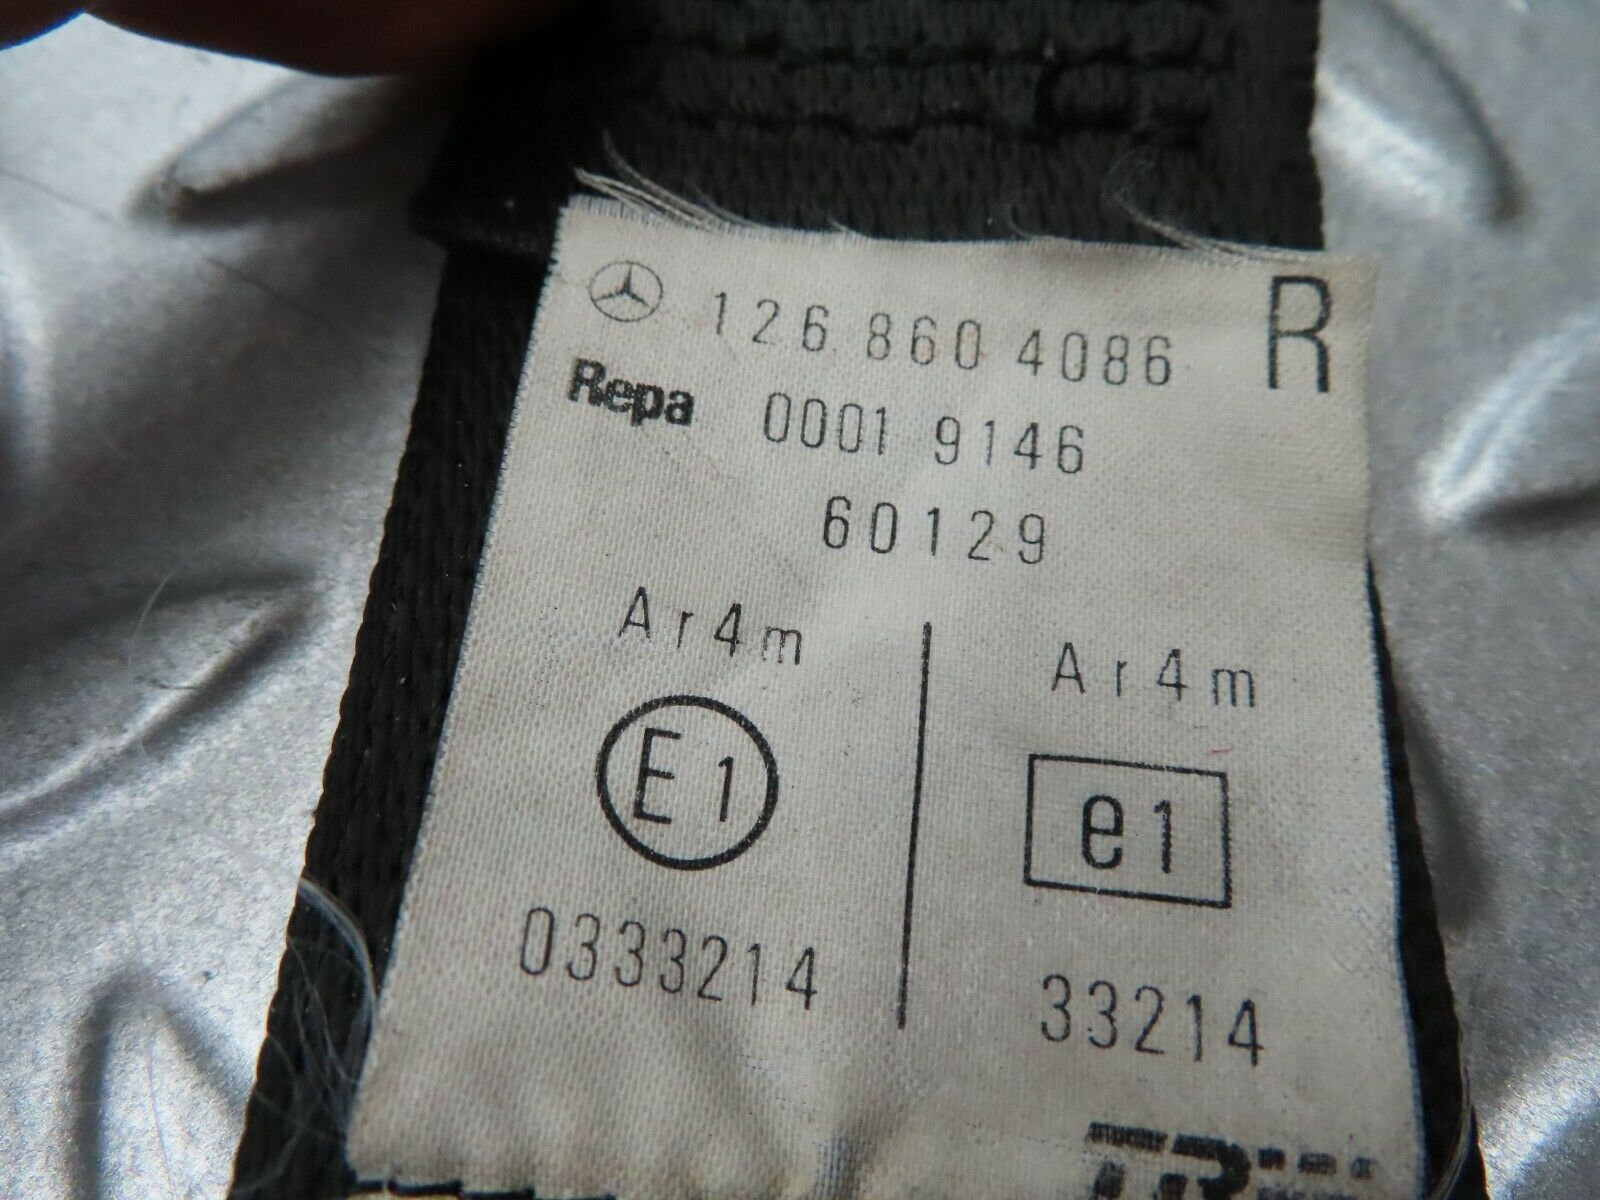 126 860 4086 R
Repa 0001 9146
60129
Ar4m Ar4m
E1 e1
0333214 33214